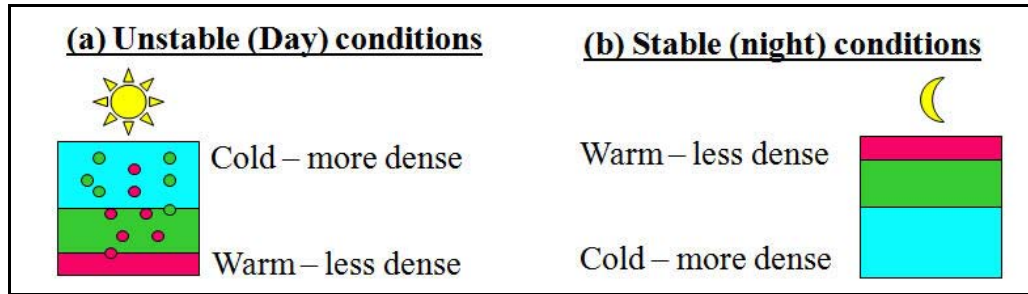 (a) Unstable (Day) conditions
Cold – more dense
Warm – less dense
(b) Stable (night) conditions
Warm – less dense
Cold – more dense